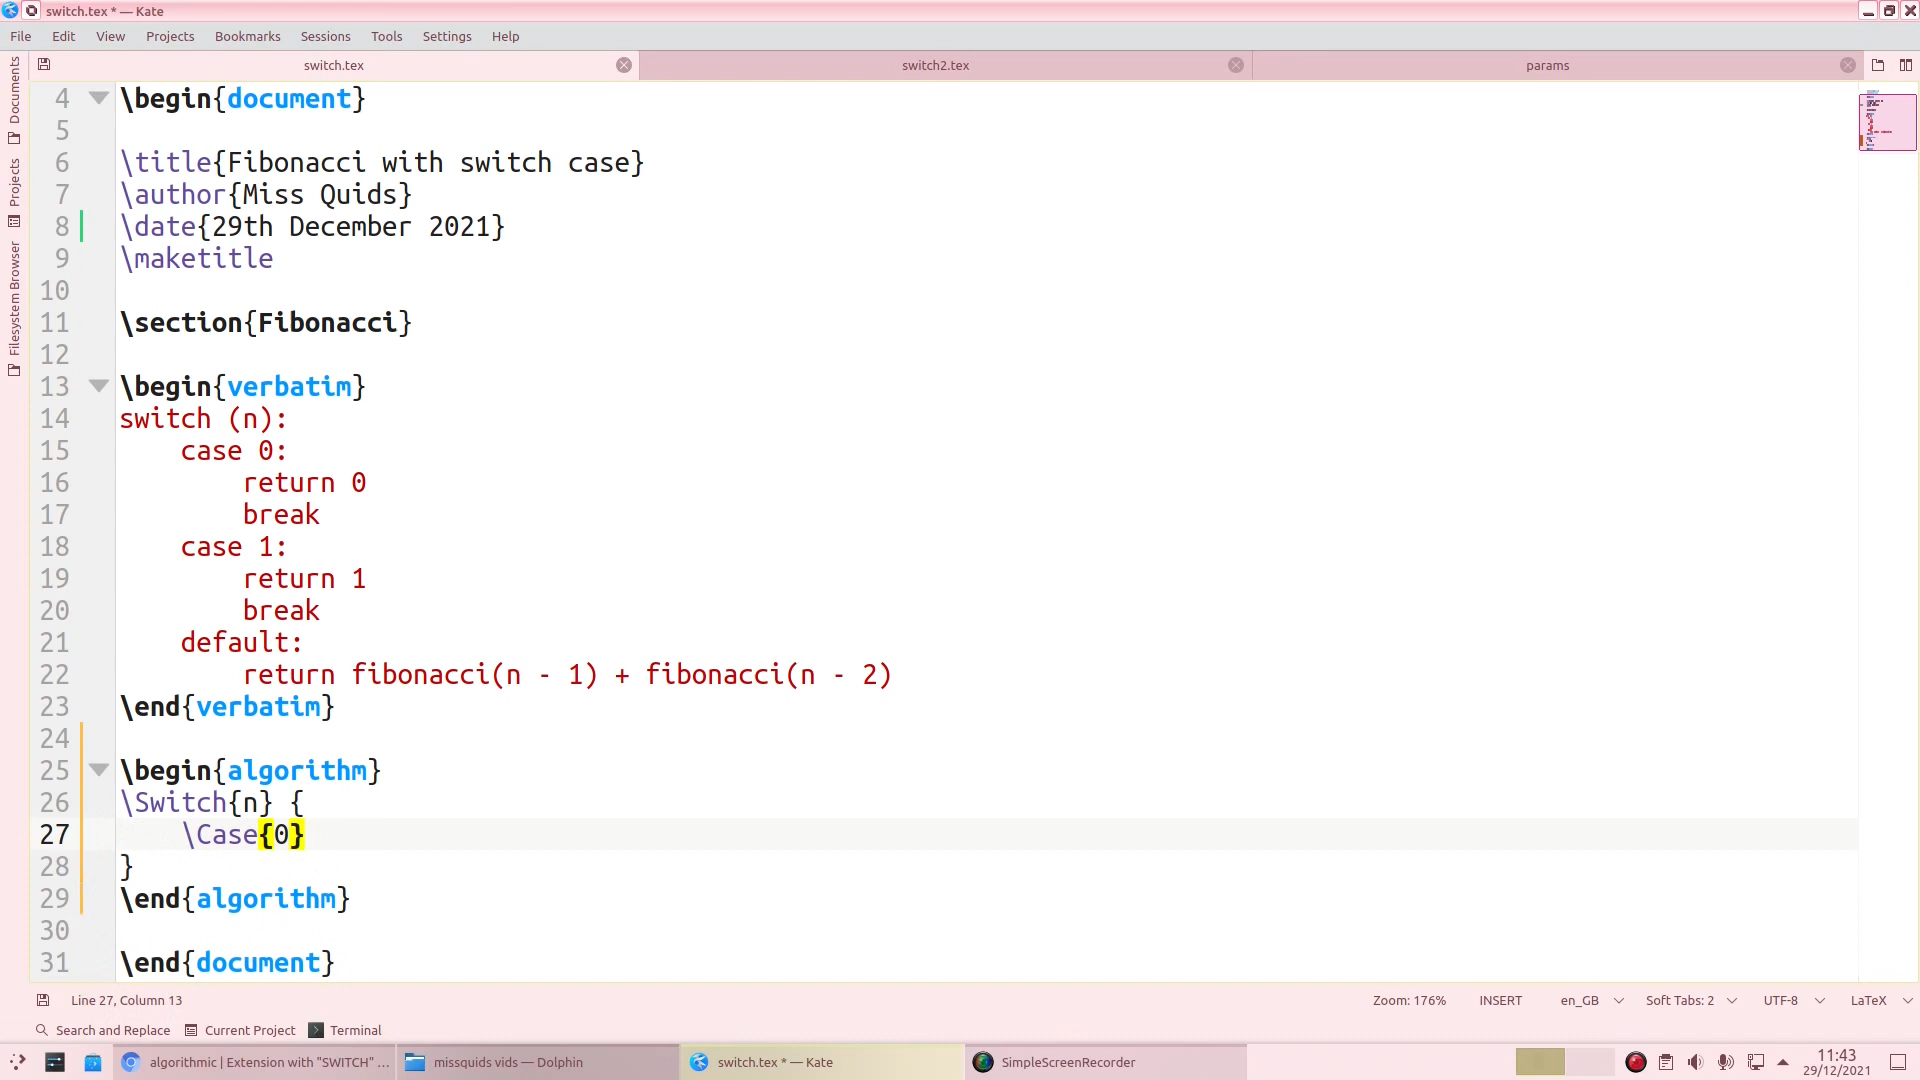 switch.tex * — Kate
File Edit View Projects Bookmarks Sessions Tools Settings Help
switch.tex switch2.tex params
Documents
Projects
Filesystem Browser
4 \begin{document}
5
6 \title{Fibonacci with switch case}
7 \author{Miss Quids}
8 \date{29th December 2021}
9 \maketitle
10
11 \section{Fibonacci}
12
13 \begin{verbatim}
14 switch (n):
15     case 0:
16         return 0
17         break
18     case 1:
19         return 1
20         break
21     default:
22         return fibonacci(n - 1) + fibonacci(n - 2)
23 \end{verbatim}
24
25 \begin{algorithm}
26 \Switch{n} {
27     \Case{0}
28 }
29 \end{algorithm}
30
31 \end{document}
Line 27, Column 13 Zoom: 176% INSERT en_GB Soft Tabs: 2 UTF-8 LaTeX
Search and Replace Current Project Terminal
algorithmic | Extension with "SWITCH" ... missquids vids — Dolphin switch.tex * — Kate SimpleScreenRecorder 11:43
29/12/2021